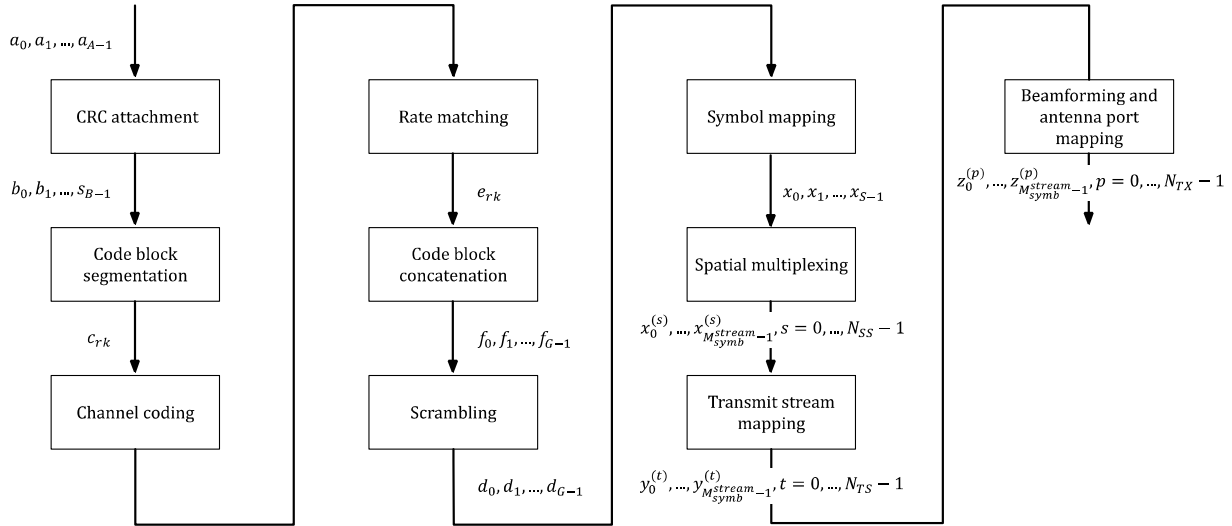 a_0, a_1, ..., a_{A−1}
CRC attachment
b_0, b_1, ..., s_{B−1}
Code block
segmentation
c_{rk}
Channel coding
Rate matching
e_{rk}
Code block
concatenation
f_0, f_1, ..., f_{G−1}
Scrambling
d_0, d_1, ..., d_{G−1}
Symbol mapping
x_0, x_1, ..., x_{S−1}
Spatial multiplexing
x_0^{(s)}, ..., x_{M_{symb}^{stream}−1}^{(s)}, s = 0, ..., N_{SS} − 1
Transmit stream
mapping
y_0^{(t)}, ..., y_{M_{symb}^{stream}−1}^{(t)}, t = 0, ..., N_{TS} − 1
Beamforming and
antenna port
mapping
z_0^{(p)}, ..., z_{M_{symb}^{stream}−1}^{(p)}, p = 0, ..., N_{TX} − 1